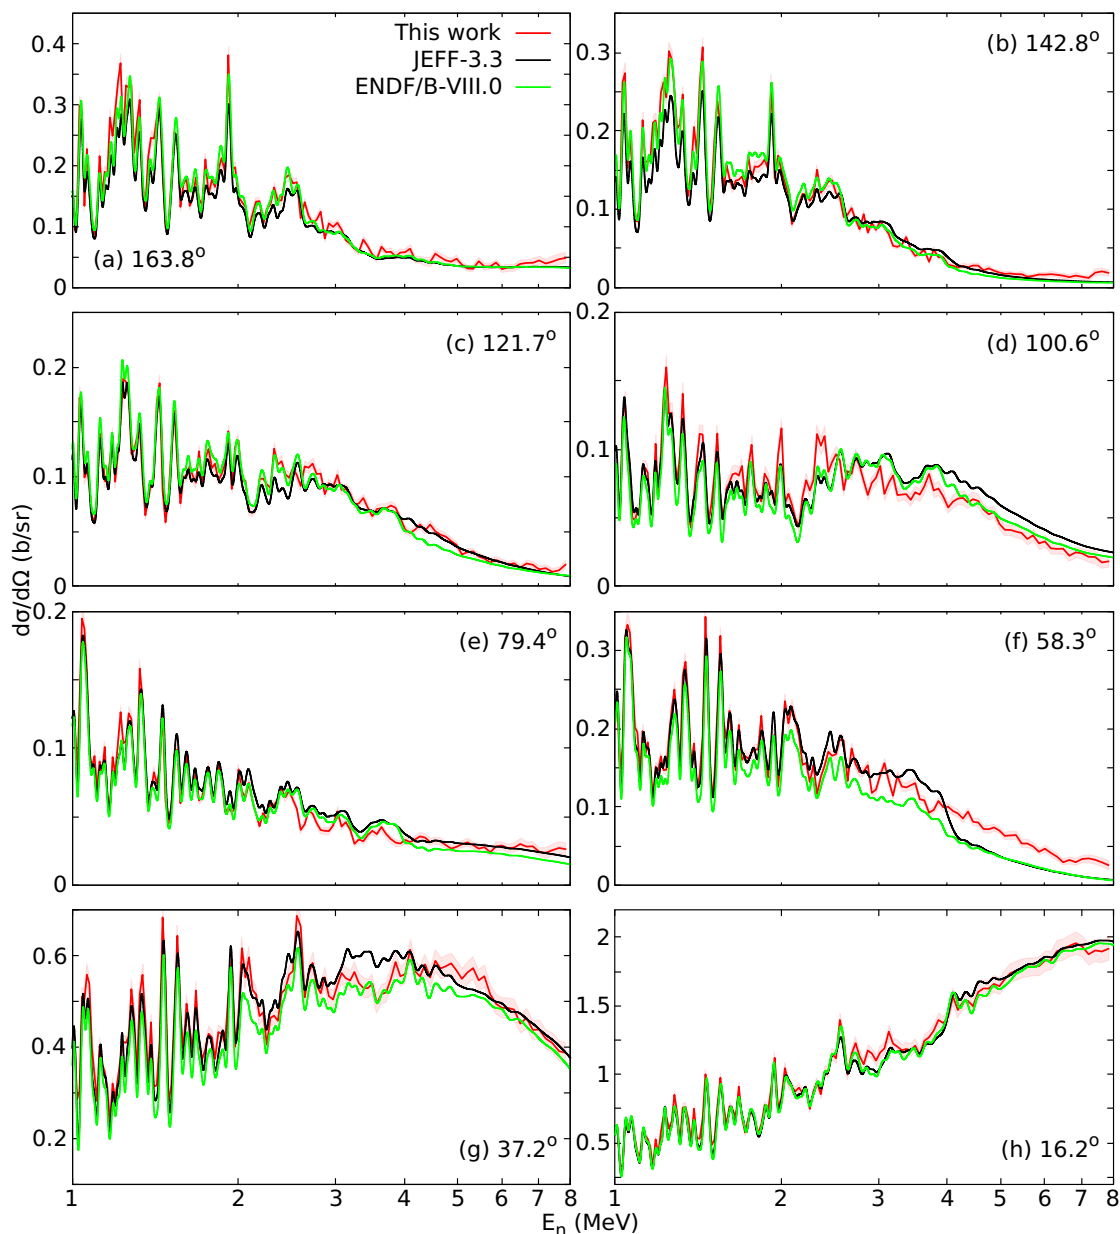 0.4
0.3
0.2
0.1
0
This work
JEFF-3.3
ENDF/B-VIII.0
(a) 163.8°
0.3
0.2
0.1
0
(b) 142.8°
0.2
0.1
0
(c) 121.7°
0.2
0.1
0
(d) 100.6°
dσ/dΩ (b/sr)
0.2
0.1
0
(e) 79.4°
0.3
0.2
0.1
0
(f) 58.3°
0.6
0.4
0.2
(g) 37.2°
2
1.5
1
0.5
(h) 16.2°
1 2 3 4 5 6 7 8
1 2 3 4 5 6 7 8
Eₙ (MeV)
Eₙ (MeV)